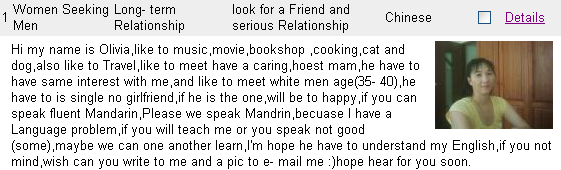 1 Women Seeking Men Long- term Relationship look for a Friend and serious Relationship Chinese Details
Hi my name is Olivia,like to music,movie,bookshop ,cooking,cat and
dog,also like to Travel,like to meet have a caring,hoest mam,he have to
have same interest with me,and like to meet white men age(35- 40),he
have to is single no girlfriend,if he is the one,will be to happy,if you can
speak fluent Mandarin,Please we speak Mandrin,becuase I have a
Language problem,if you will teach me or you speak not good
(some),maybe we can one another learn,I'm hope he have to understand my English,if you not
mind,wish can you write to me and a pic to e- mail me :)hope hear for you soon.